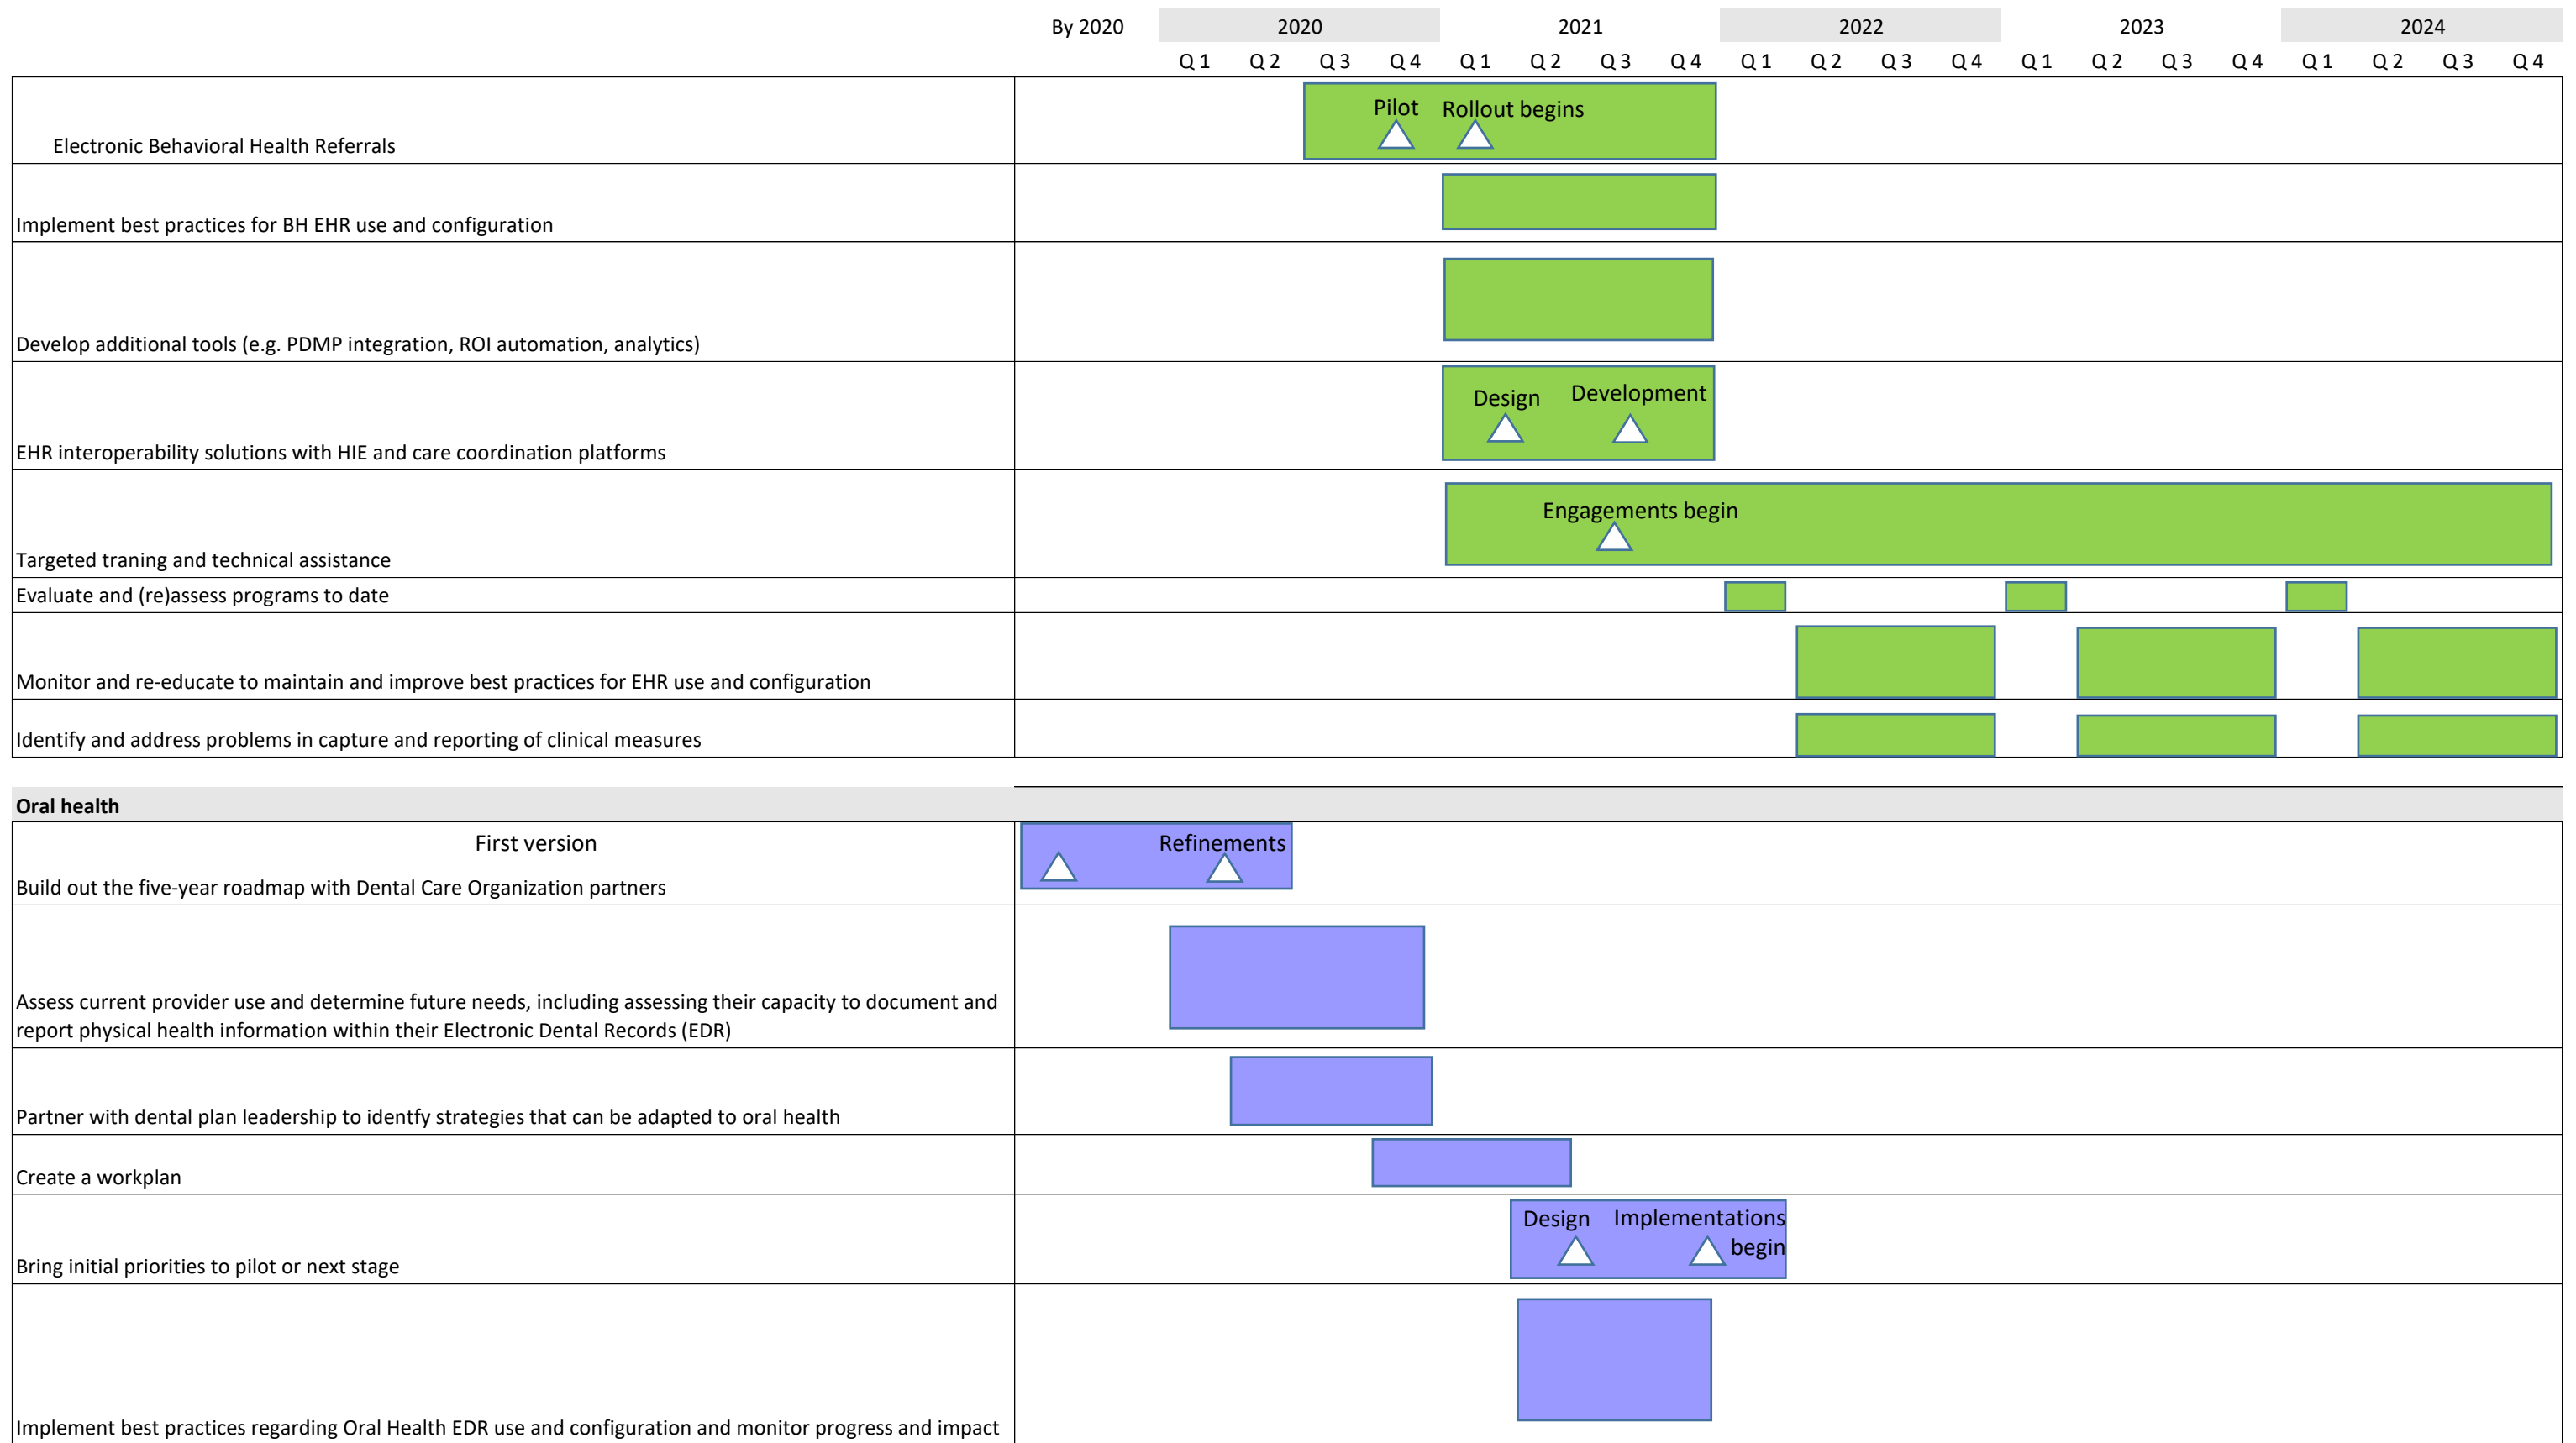 By 2020 2020 2021 2022 2023 2024
Q 1 Q 2 Q 3 Q 4 Q 1 Q 2 Q 3 Q 4 Q 1 Q 2 Q 3 Q 4 Q 1 Q 2 Q 3 Q 4 Q 1 Q 2 Q 3 Q 4
Pilot Rollout begins
Electronic Behavioral Health Referrals
Implement best practices for BH EHR use and configuration
Develop additional tools (e.g. PDMP integration, ROI automation, analytics)
Design Development
EHR interoperability solutions with HIE and care coordination platforms
Engagements begin
Targeted traning and technical assistance
Evaluate and (re)assess programs to date
Monitor and re-educate to maintain and improve best practices for EHR use and configuration
Identify and address problems in capture and reporting of clinical measures
Oral health
First version Refinements
Build out the five-year roadmap with Dental Care Organization partners
Assess current provider use and determine future needs, including assessing their capacity to document and
report physical health information within their Electronic Dental Records (EDR)
Partner with dental plan leadership to identfy strategies that can be adapted to oral health
Create a workplan
Design Implementations
begin
Bring initial priorities to pilot or next stage
Implement best practices regarding Oral Health EDR use and configuration and monitor progress and impact